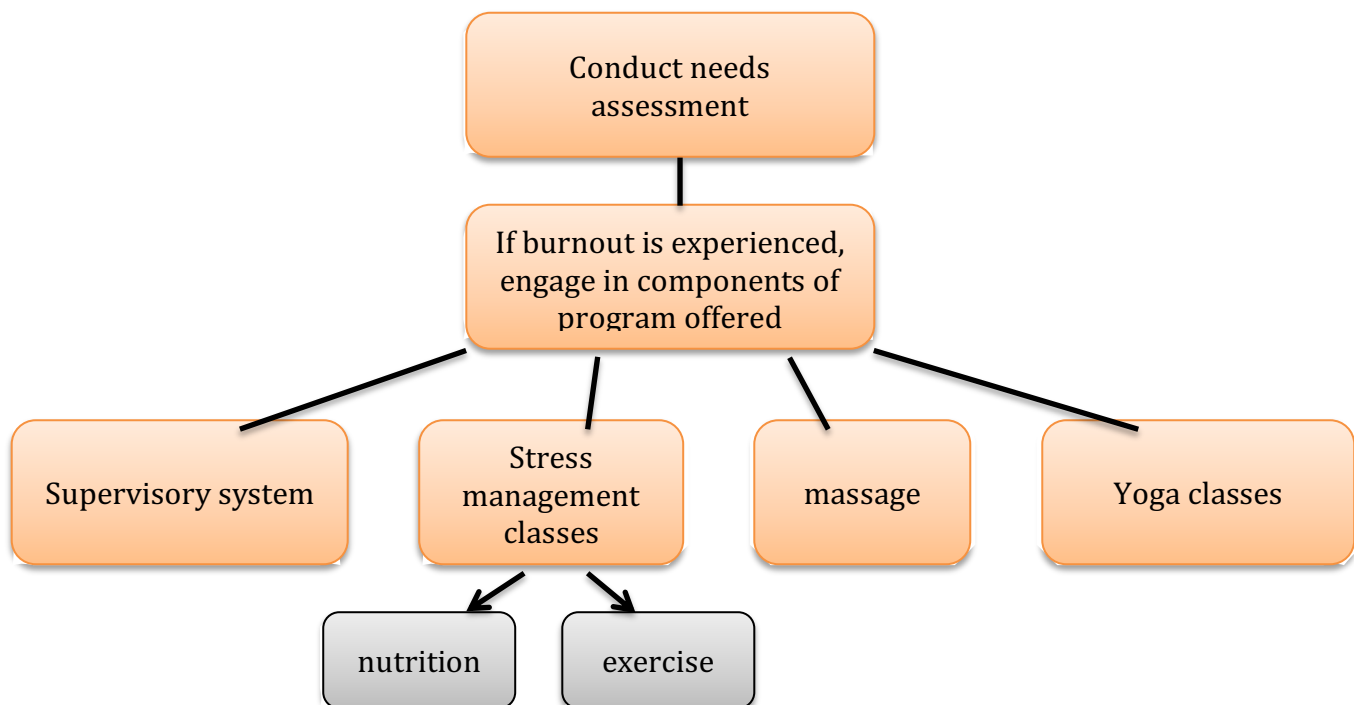 Conduct needs
assessment
If burnout is experienced,
engage in components of
program offered
Supervisory system
Stress
management
classes
massage
Yoga classes
nutrition
exercise